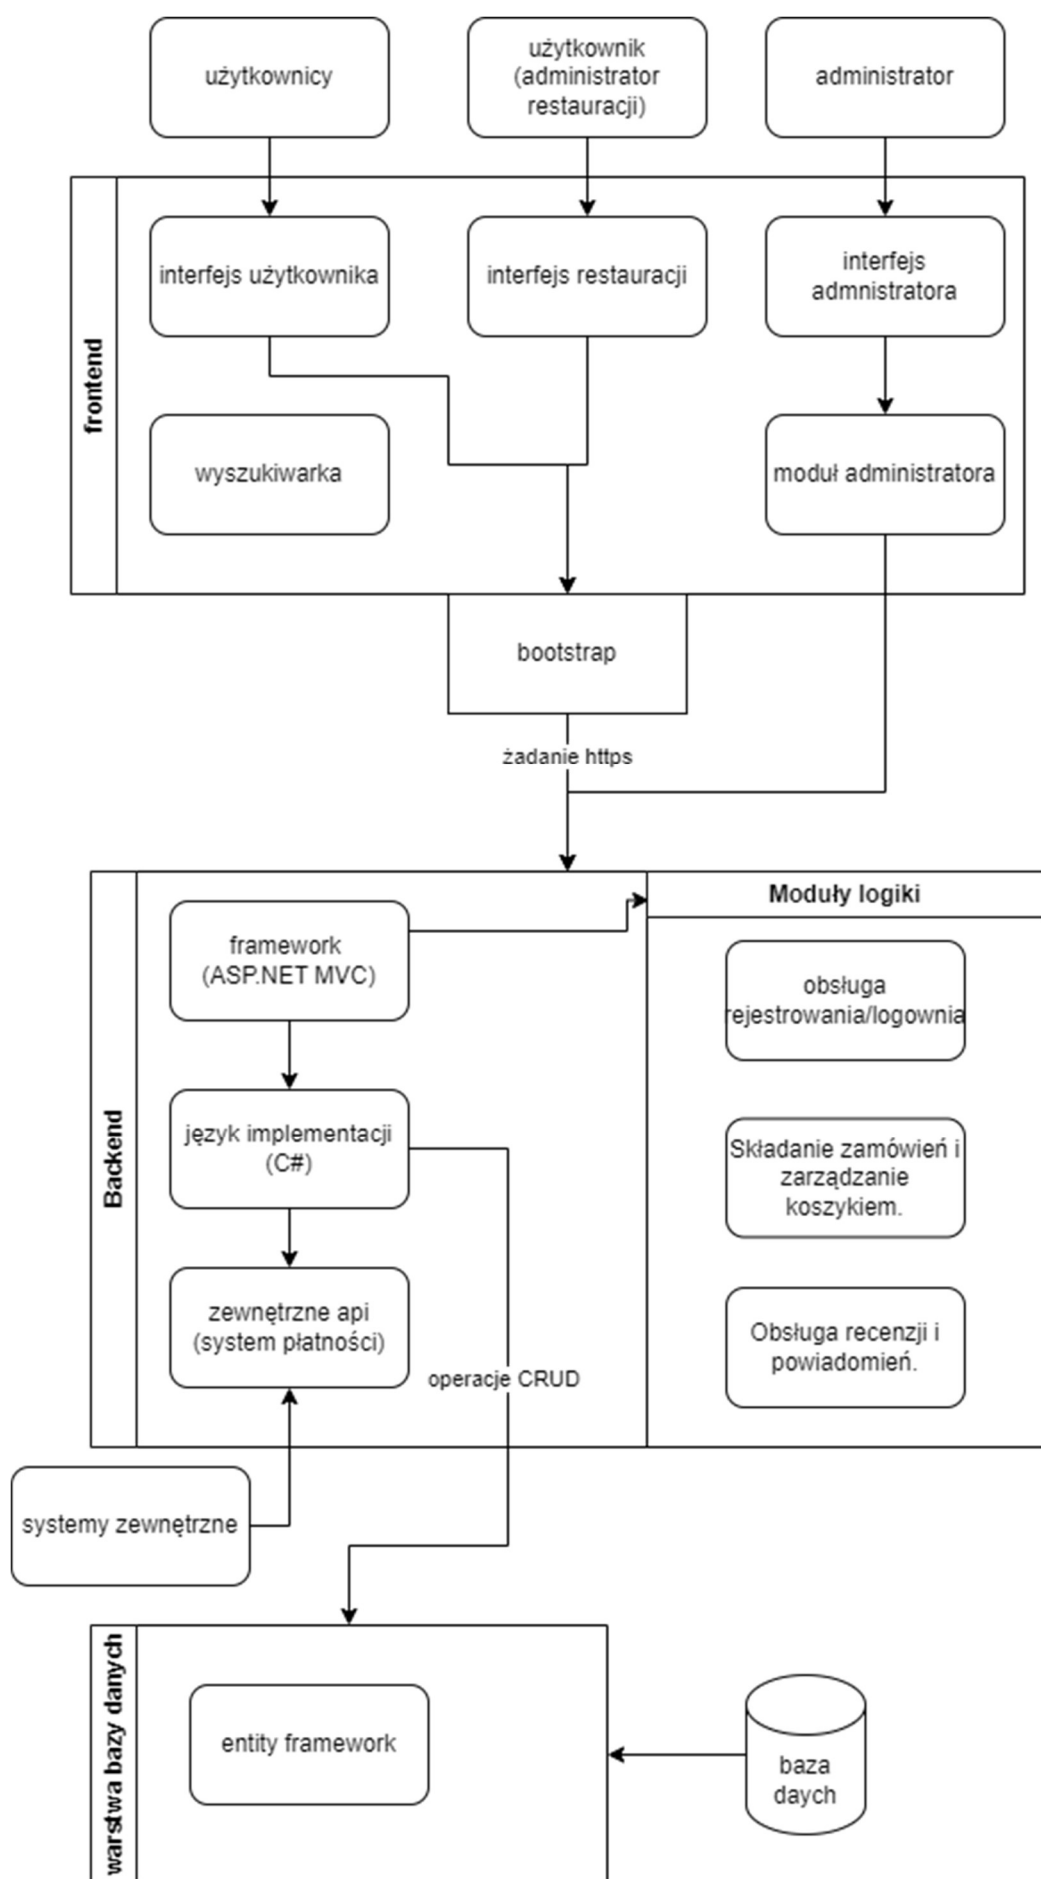 użytkownicy
użytkownik
(administrator
restauracji)
administrator
frontend
interfejs użytkownika
interfejs restauracji
interfejs
admnistratora
wyszukiwarka
moduł administratora
bootstrap
żadanie https
Backend
framework
(ASP.NET MVC)
język implementacji
(C#)
zewnętrzne api
(system płatności)
operacje CRUD
Moduły logiki
obsługa
rejestrowania/logownia
Składanie zamówień i
zarządzanie
koszykiem.
Obsługa recenzji i
powiadomień.
systemy zewnętrzne
warstwa bazy danych
entity framework
baza
daych